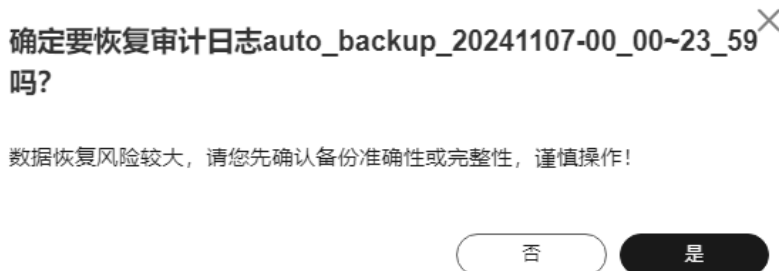 确定要恢复审计日志auto_backup_20241107-00_00~23_59
吗?
数据恢复风险较大，请您先确认备份准确性或完整性，谨慎操作！
否
是